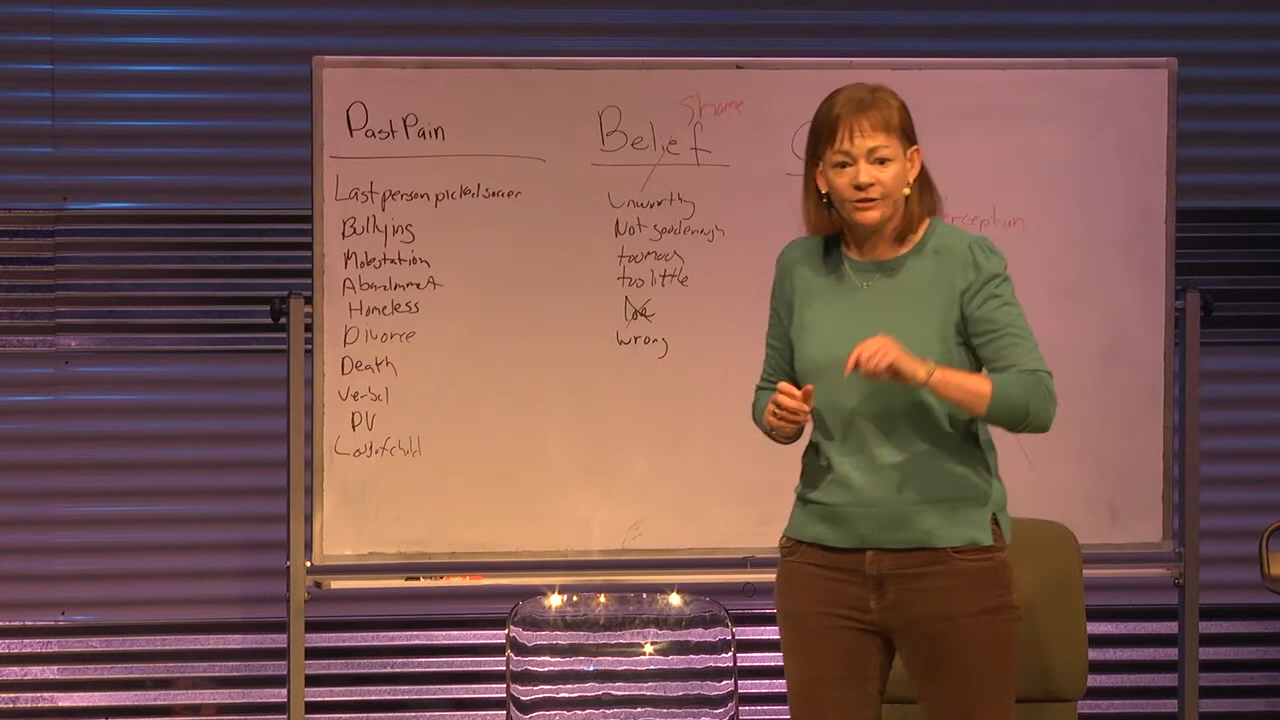 Past Pain
Last person picked soccer
Bullying
Molestation
Abandonment
Homeless
Divorce
Death
Verbal
DV
Loss of child
Shame
Belief
Unworthy
Not good enough
too much
too little
wrong